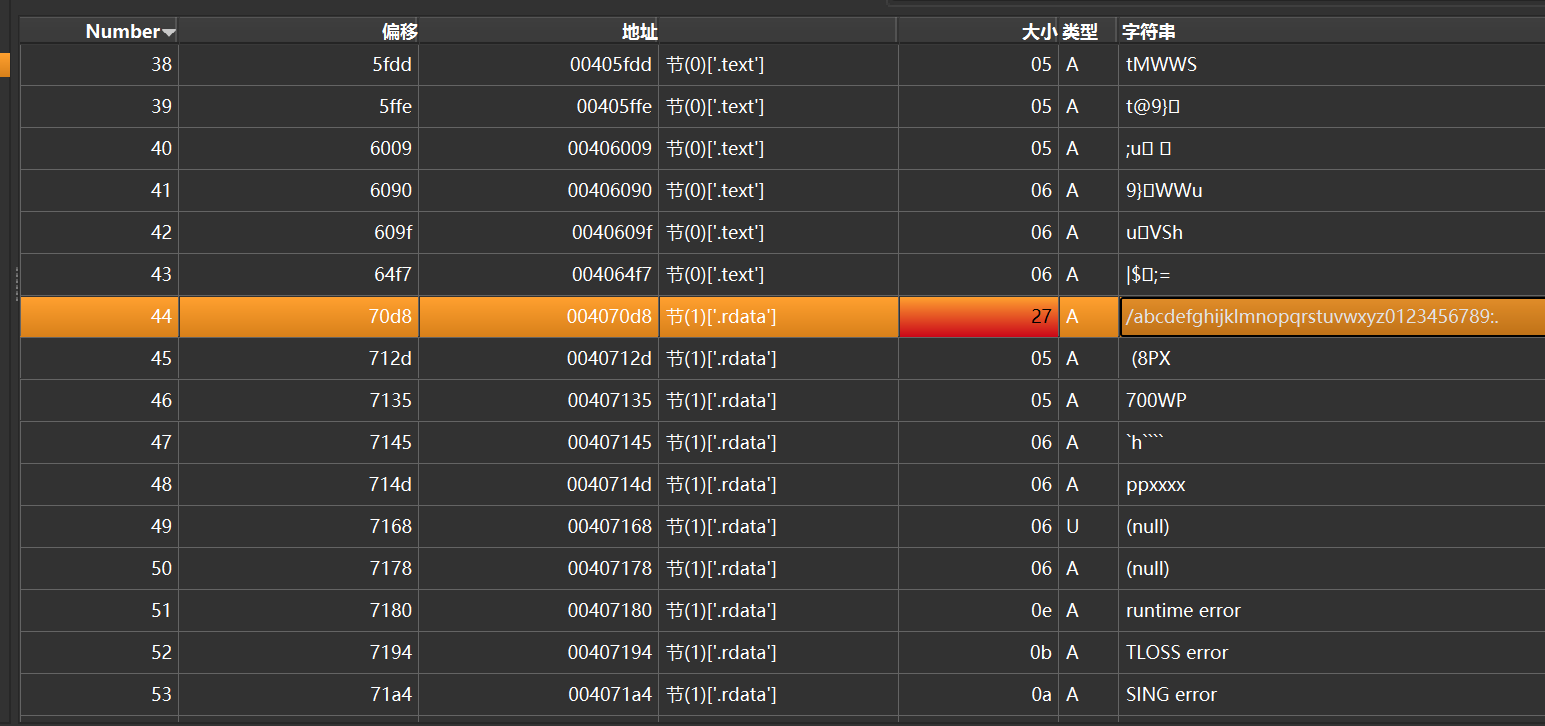 Number 偏移 地址 大小 类型 字符串
38 5fdd 00405fdd 节(0)['.text'] 05 A tMWWS
39 5ffe 00405ffe 节(0)['.text'] 05 A t@9}▯
40 6009 00406009 节(0)['.text'] 05 A ;u▯ ▯
41 6090 00406090 节(0)['.text'] 06 A 9}▯WWu
42 609f 0040609f 节(0)['.text'] 06 A u▯VSh
43 64f7 004064f7 节(0)['.text'] 06 A |$▯;=
44 70d8 004070d8 节(1)['.rdata'] 27 A /abcdefghijklmnopqrstuvwxyz0123456789:.
45 712d 0040712d 节(1)['.rdata'] 05 A (8PX
46 7135 00407135 节(1)['.rdata'] 05 A 700WP
47 7145 00407145 节(1)['.rdata'] 06 A `h````
48 714d 0040714d 节(1)['.rdata'] 06 A ppxxxx
49 7168 00407168 节(1)['.rdata'] 06 U (null)
50 7178 00407178 节(1)['.rdata'] 06 A (null)
51 7180 00407180 节(1)['.rdata'] 0e A runtime error
52 7194 00407194 节(1)['.rdata'] 0b A TLOSS error
53 71a4 004071a4 节(1)['.rdata'] 0a A SING error